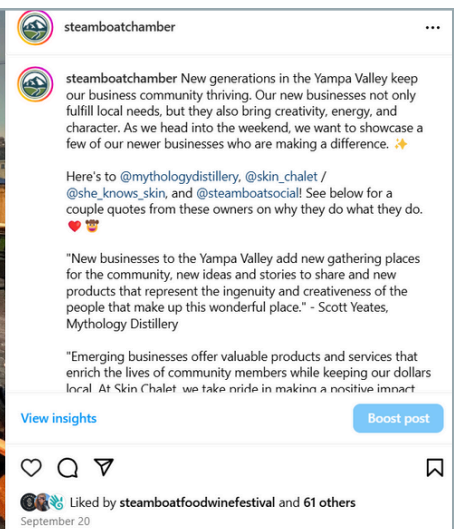 steamboatchamber
steamboatchamber New generations in the Yampa Valley keep
our business community thriving. Our new businesses not only
fulfill local needs, but they also bring creativity, energy, and
character. As we head into the weekend, we want to showcase a
few of our newer businesses who are making a difference. ✨
Here's to @mythologydistillery, @skin_chalet /
@she_knows_skin, and @steamboatsocial! See below for a
couple quotes from these owners on why they do what they do.
❤️ 🤠
"New businesses to the Yampa Valley add new gathering places
for the community, new ideas and stories to share and new
products that represent the ingenuity and creativeness of the
people that make up this wonderful place." - Scott Yeates,
Mythology Distillery
"Emerging businesses offer valuable products and services that
enrich the lives of community members while keeping our dollars
local. At Skin Chalet, we take pride in making a positive impact
View insights
Boost post
Liked by steamboatfoodwinefestival and 61 others
September 20